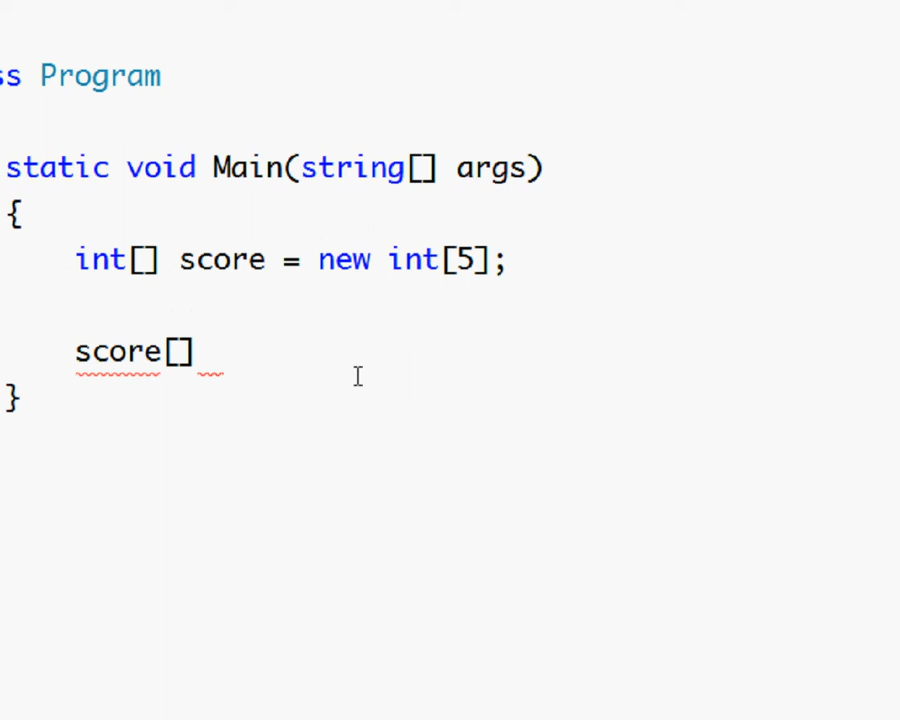 ss Program
static void Main(string[] args)
{
int[] score = new int[5];
score[]
}